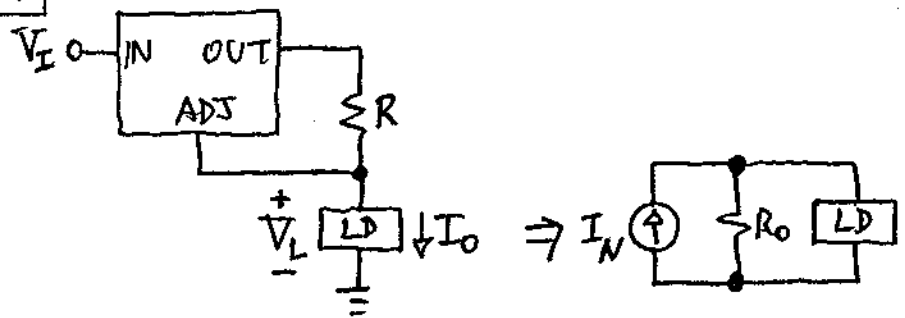 V_I IN OUT
ADJ R
+
V_L LD I_O ⇒ I_N R_O LD
−